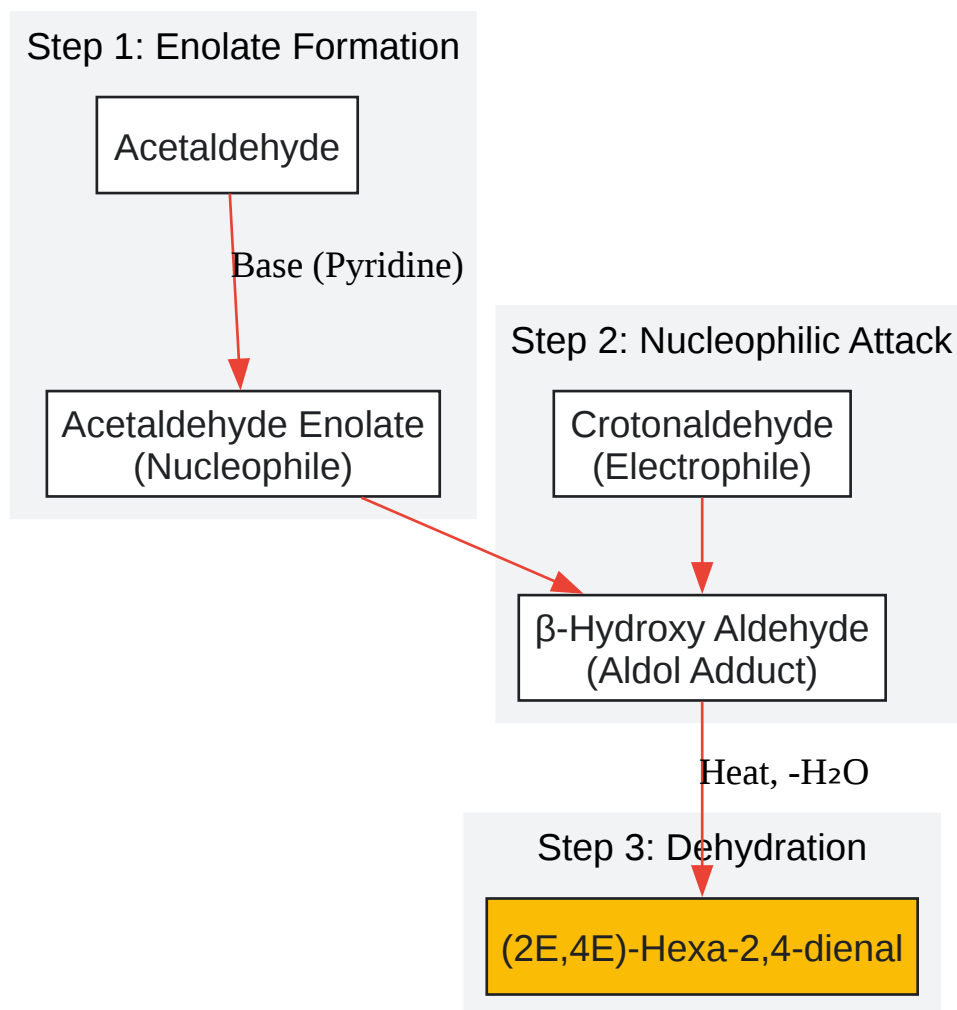 Step 1: Enolate Formation
Acetaldehyde
Base (Pyridine)
Acetaldehyde Enolate
(Nucleophile)
Step 2: Nucleophilic Attack
Crotonaldehyde
(Electrophile)
β-Hydroxy Aldehyde
(Aldol Adduct)
Heat, -H₂O
Step 3: Dehydration
(2E,4E)-Hexa-2,4-dienal